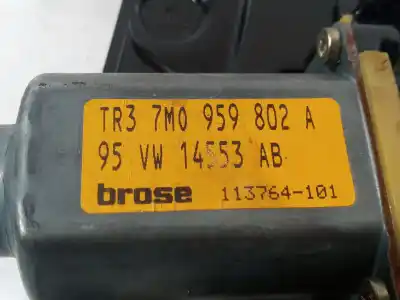 TR3 7M0 959 802 A
95 VW 14553 AB
brose 113764-101